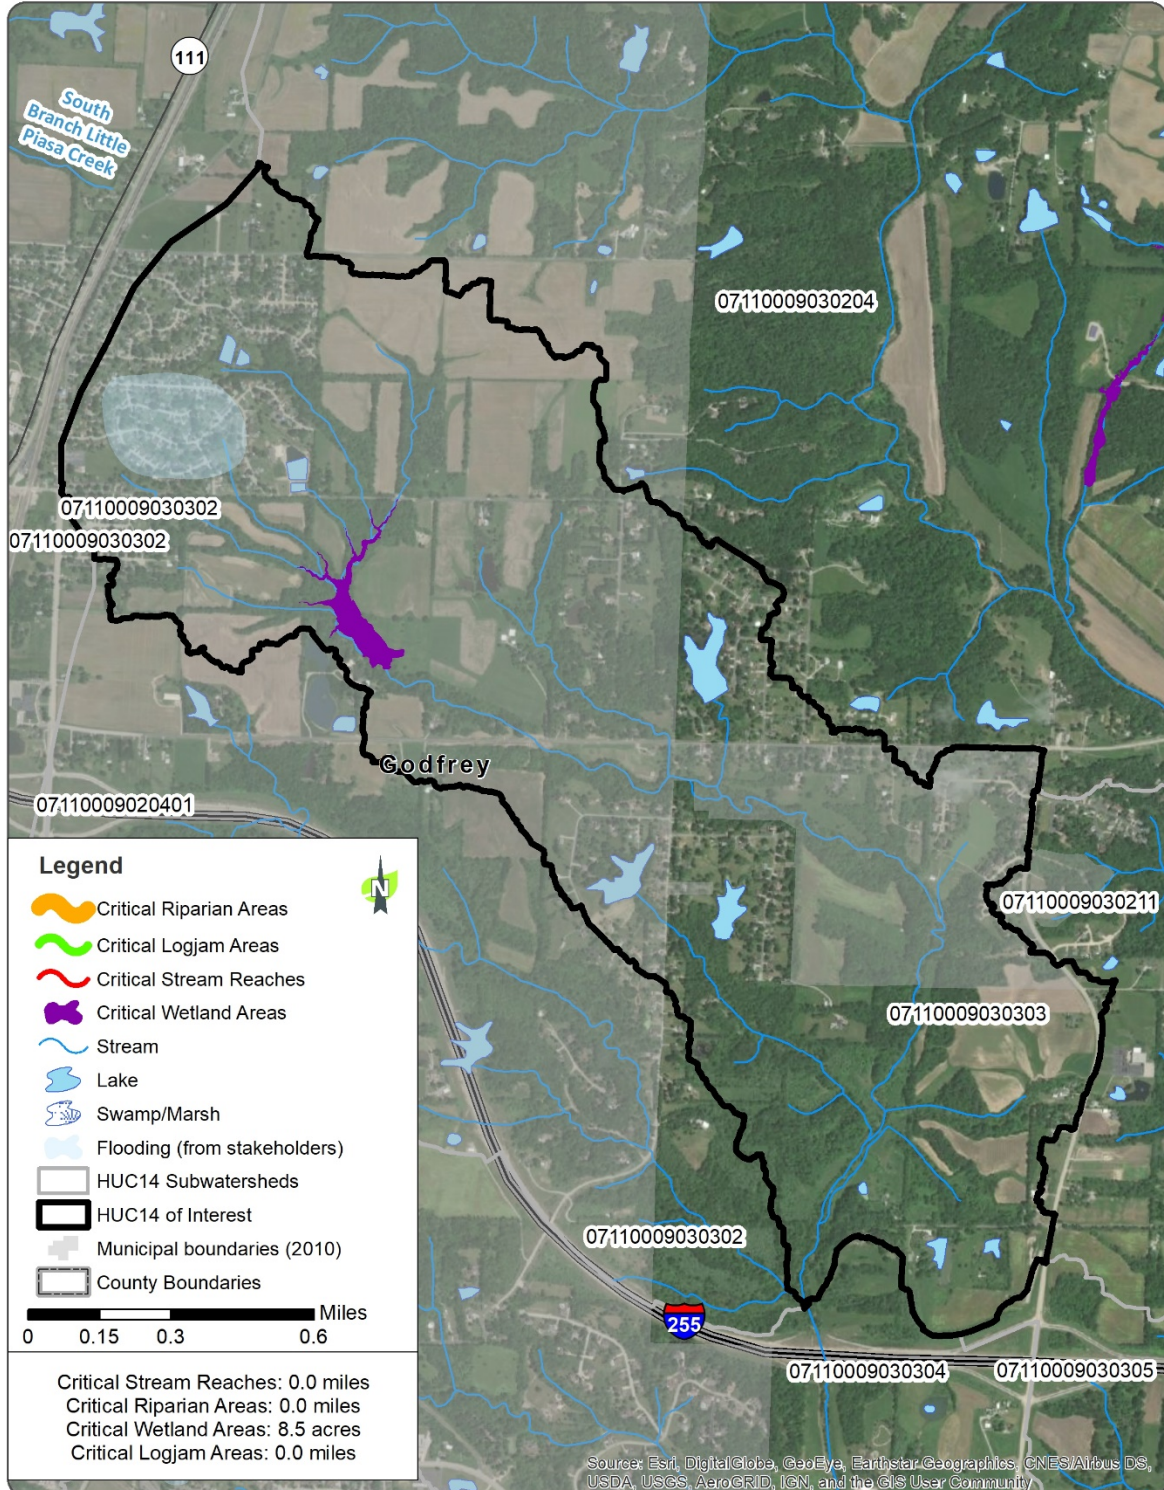 111
South
Branch Little
Piasa Creek
07110009030204
07110009030302
07110009030302
Godfrey
07110009020401
07110009030211
07110009030303
07110009030302
255
07110009030304
07110009030305
Legend
N
Critical Riparian Areas
Critical Logjam Areas
Critical Stream Reaches
Critical Wetland Areas
Stream
Lake
Swamp/Marsh
Flooding (from stakeholders)
HUC14 Subwatersheds
HUC14 of Interest
Municipal boundaries (2010)
County Boundaries
Miles
0 0.15 0.3 0.6
Critical Stream Reaches: 0.0 miles
Critical Riparian Areas: 0.0 miles
Critical Wetland Areas: 8.5 acres
Critical Logjam Areas: 0.0 miles
Source: Esri, DigitalGlobe, GeoEye, Earthstar Geographics, CNES/Airbus DS,
USDA, USGS, AeroGRID, IGN, and the GIS User Community